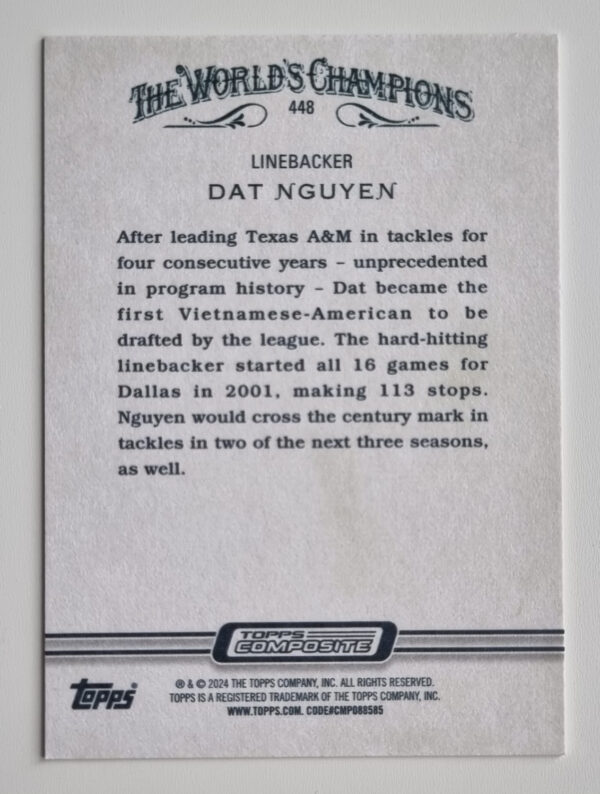 THE WORLD'S CHAMPIONS
448
LINEBACKER
DAT NGUYEN
After leading Texas A&M in tackles for
four consecutive years – unprecedented
in program history – Dat became the
first Vietnamese-American to be
drafted by the league. The hard-hitting
linebacker started all 16 games for
Dallas in 2001, making 113 stops.
Nguyen would cross the century mark in
tackles in two of the next three seasons,
as well.
TOPPS
COMPOSITE
topps®
® & © 2024 THE TOPPS COMPANY, INC. ALL RIGHTS RESERVED.
TOPPS IS A REGISTERED TRADEMARK OF THE TOPPS COMPANY, INC.
WWW.TOPPS.COM. CODE#CMP088585